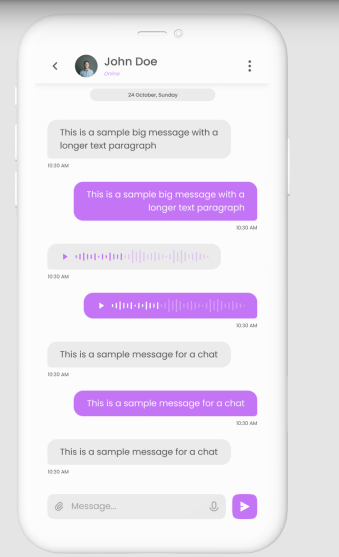 John Doe
Online
24 October, Sunday
This is a sample big message with a
longer text paragraph
10:30 AM
This is a sample big message with a
longer text paragraph
10:30 AM
10:30 AM
10:30 AM
This is a sample message for a chat
10:30 AM
This is a sample message for a chat
10:30 AM
This is a sample message for a chat
10:30 AM
Message...